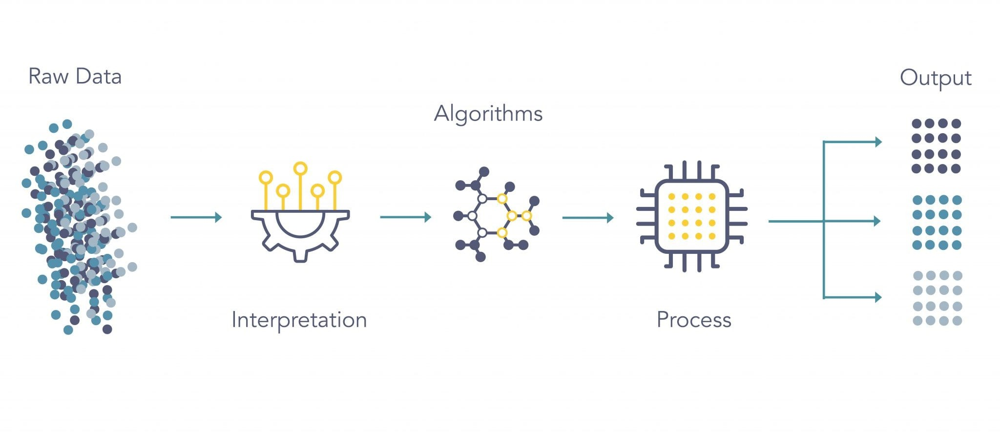 Raw Data
Interpretation
Algorithms
Process
Output